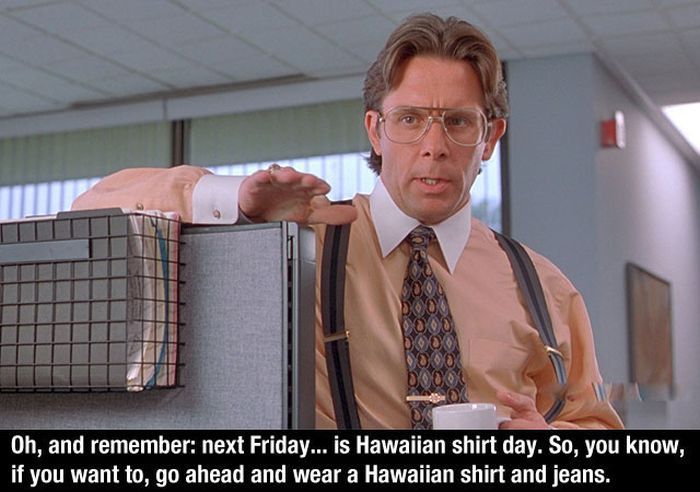 Oh, and remember: next Friday... is Hawaiian shirt day. So, you know,
if you want to, go ahead and wear a Hawaiian shirt and jeans.